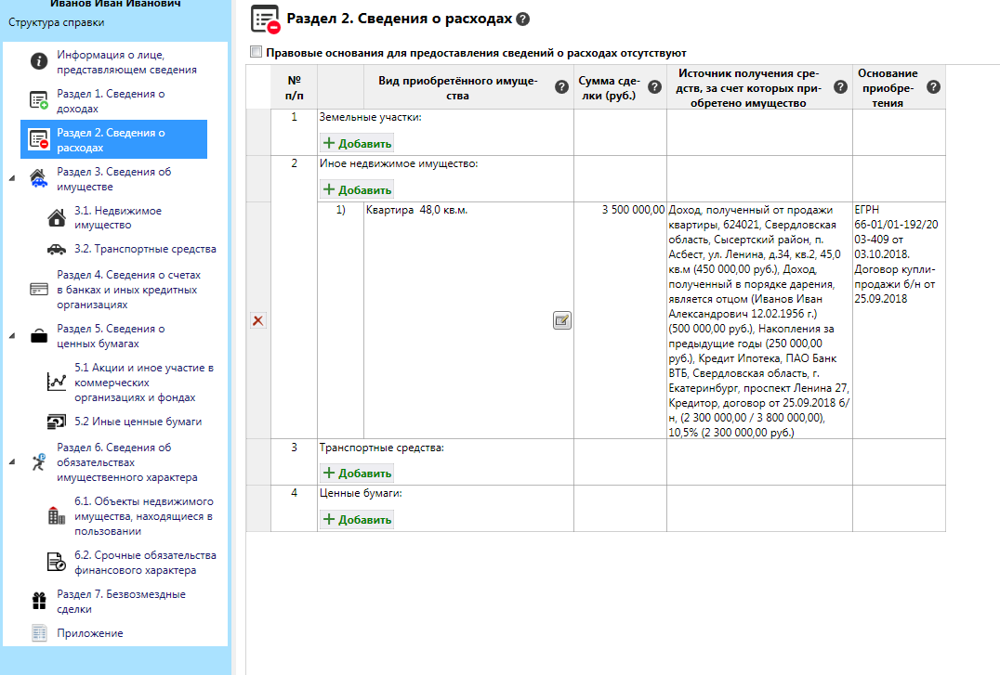 Иванов Иван Иванович
Структура справки
Информация о лице,
представляющем сведения
Раздел 1. Сведения о
доходах
Раздел 2. Сведения о
расходах
Раздел 3. Сведения об
имуществе
3.1. Недвижимое
имущество
3.2. Транспортные средства
Раздел 4. Сведения о счетах
в банках и иных кредитных
организациях
Раздел 5. Сведения о
ценных бумагах
5.1 Акции и иное участие в
коммерческих
организациях и фондах
5.2 Иные ценные бумаги
Раздел 6. Сведения об
обязательствах
имущественного характера
6.1. Объекты недвижимого
имущества, находящиеся в
пользовании
6.2. Срочные обязательства
финансового характера
Раздел 7. Безвозмездные
сделки
Приложение
Раздел 2. Сведения о расходах
Правовые основания для предоставления сведений о расходах отсутствуют
№
п/п
Вид приобретённого имуще-
ства
Сумма сде-
лки (руб.)
Источник получения сре-
дств, за счет которых при-
обретено имущество
Основание
приобре-
тения
1
Земельные участки:
Добавить
2
Иное недвижимое имущество:
Добавить
1)
Квартира 48,0 кв.м.
3 500 000,00
Доход, полученный от продажи
квартиры, 624021, Свердловская
область, Сысертский район, п.
Асбест, ул. Ленина, д.34, кв.2, 45,0
кв.м (450 000,00 руб.), Доход,
полученный в порядке дарения,
является отцом (Иванов Иван
Александрович 12.02.1956 г.)
(500 000,00 руб.), Накопления за
предыдущие годы (250 000,00
руб.), Кредит Ипотека, ПАО Банк
ВТБ, Свердловская область, г.
Екатеринбург, проспект Ленина 27,
Кредитор, договор от 25.09.2018 б/
н, (2 300 000,00 / 3 800 000,00),
10,5% (2 300 000,00 руб.)
ЕГРН
66-01/01-192/20
03-409 от
03.10.2018.
Договор купли-
продажи б/н от
25.09.2018
3
Транспортные средства:
Добавить
4
Ценные бумаги:
Добавить